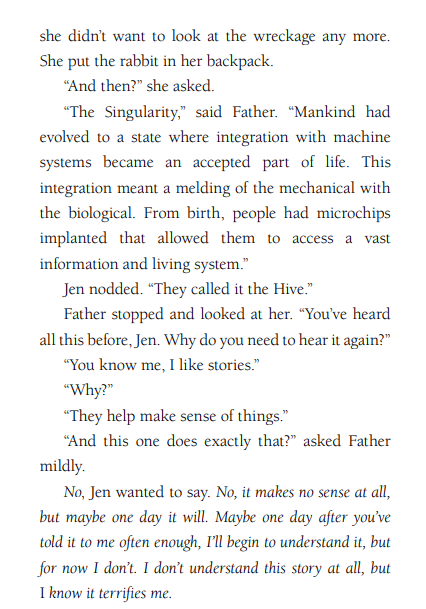 she didn’t want to look at the wreckage any more.
She put the rabbit in her backpack.
“And then?” she asked.
“The Singularity,” said Father. “Mankind had
evolved to a state where integration with machine
systems became an accepted part of life. This
integration meant a melding of the mechanical with
the biological. From birth, people had microchips
implanted that allowed them to access a vast
information and living system.”
Jen nodded. “They called it the Hive.”
Father stopped and looked at her. “You’ve heard
all this before, Jen. Why do you need to hear it again?”
“You know me, I like stories.”
“Why?”
“They help make sense of things.”
“And this one does exactly that?” asked Father
mildly.
No, Jen wanted to say. No, it makes no sense at all,
but maybe one day it will. Maybe one day after you’ve
told it to me often enough, I’ll begin to understand it, but
for now I don’t. I don’t understand this story at all, but
I know it terrifies me.